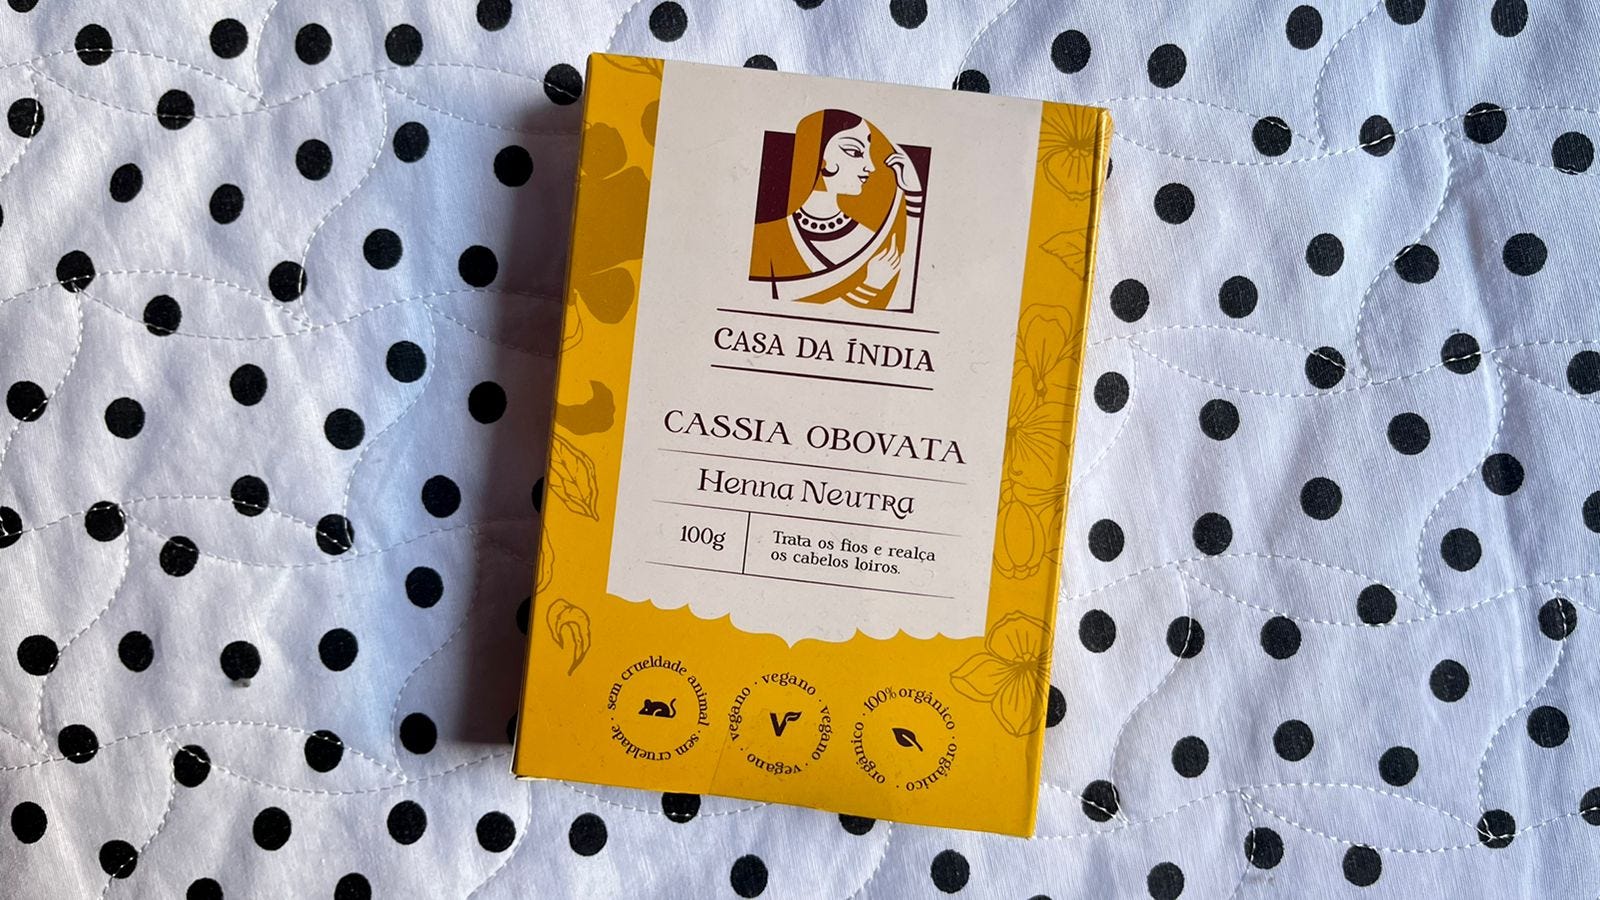 CASA DA ÍNDIA
CASSIA OBOVATA
Henna Neutra
100g
Trata os fios e realça
os cabelos loiros.
sem crueldade animal · sem crueldade ·
vegano · vegano · vegano · vegano ·
100% orgânico · orgânico · orgânico ·